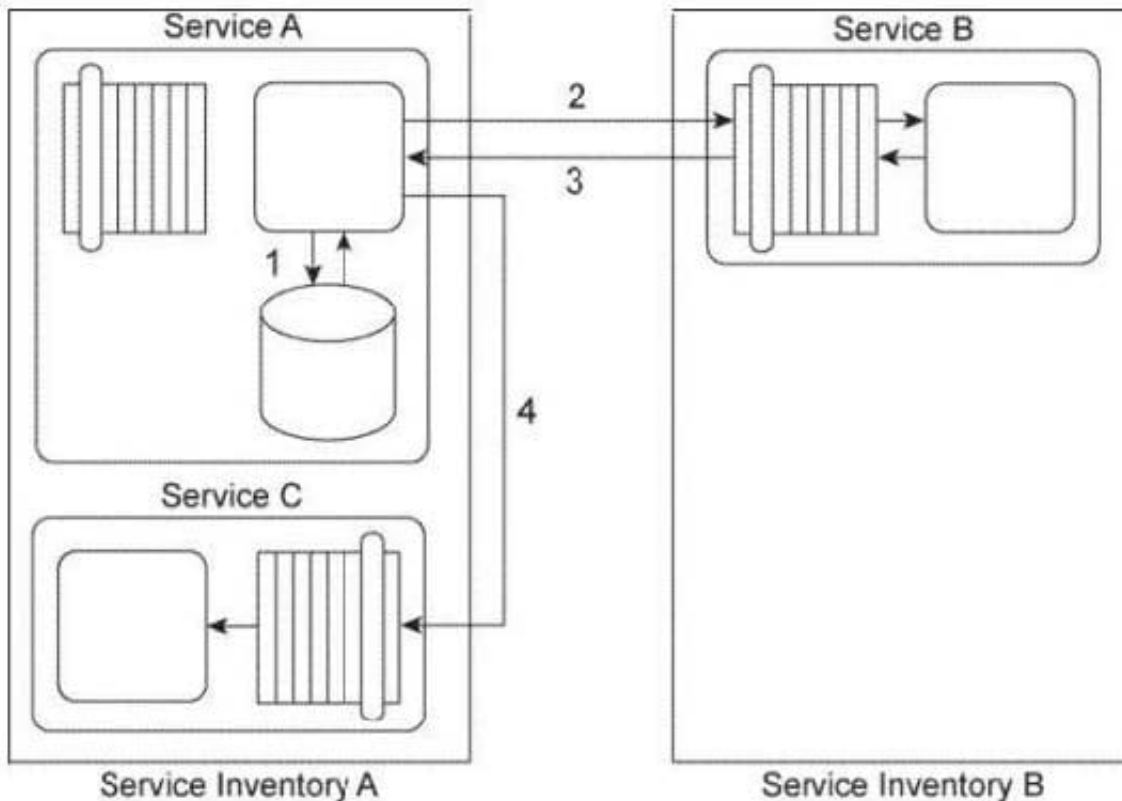 Service A
Service B
2
3
1
4
Service C
Service Inventory A
Service Inventory B